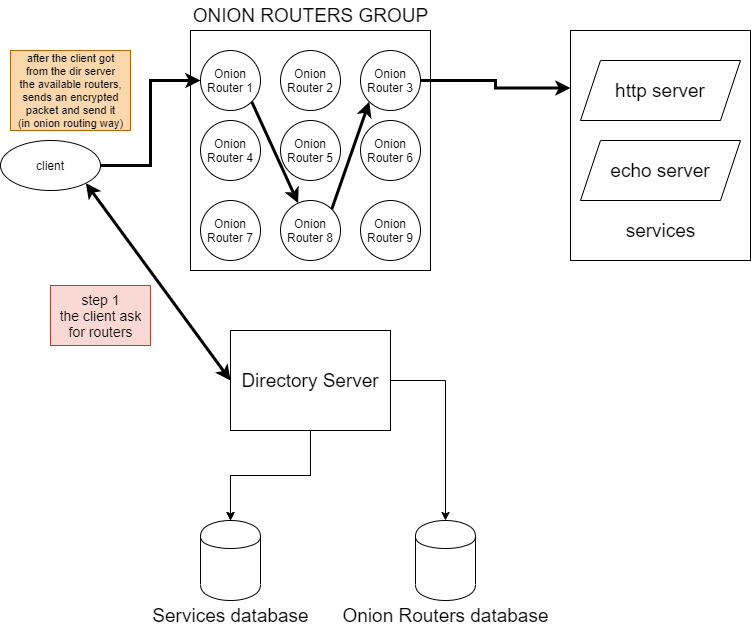 ONION ROUTERS GROUP
after the client got
from the dir server
the available routers,
sends an encrypted
packet and send it
(in onion routing way)
client
Onion
Router 1
Onion
Router 2
Onion
Router 3
Onion
Router 4
Onion
Router 5
Onion
Router 6
Onion
Router 7
Onion
Router 8
Onion
Router 9
http server
echo server
services
step 1
the client ask
for routers
Directory Server
Services database
Onion Routers database